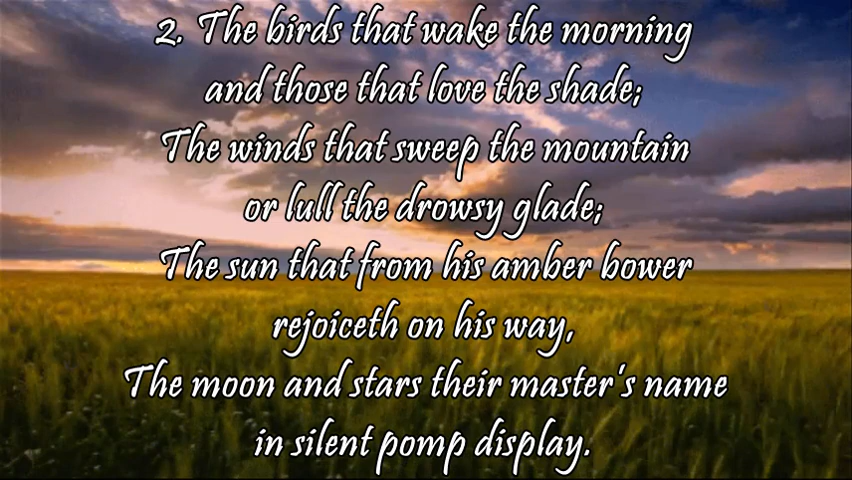 2. The birds that wake the morning
and those that love the shade;
The winds that sweep the mountain
or lull the drowsy glade;
The sun that from his amber bower
rejoiceth on his way,
The moon and stars their master's name
in silent pomp display.